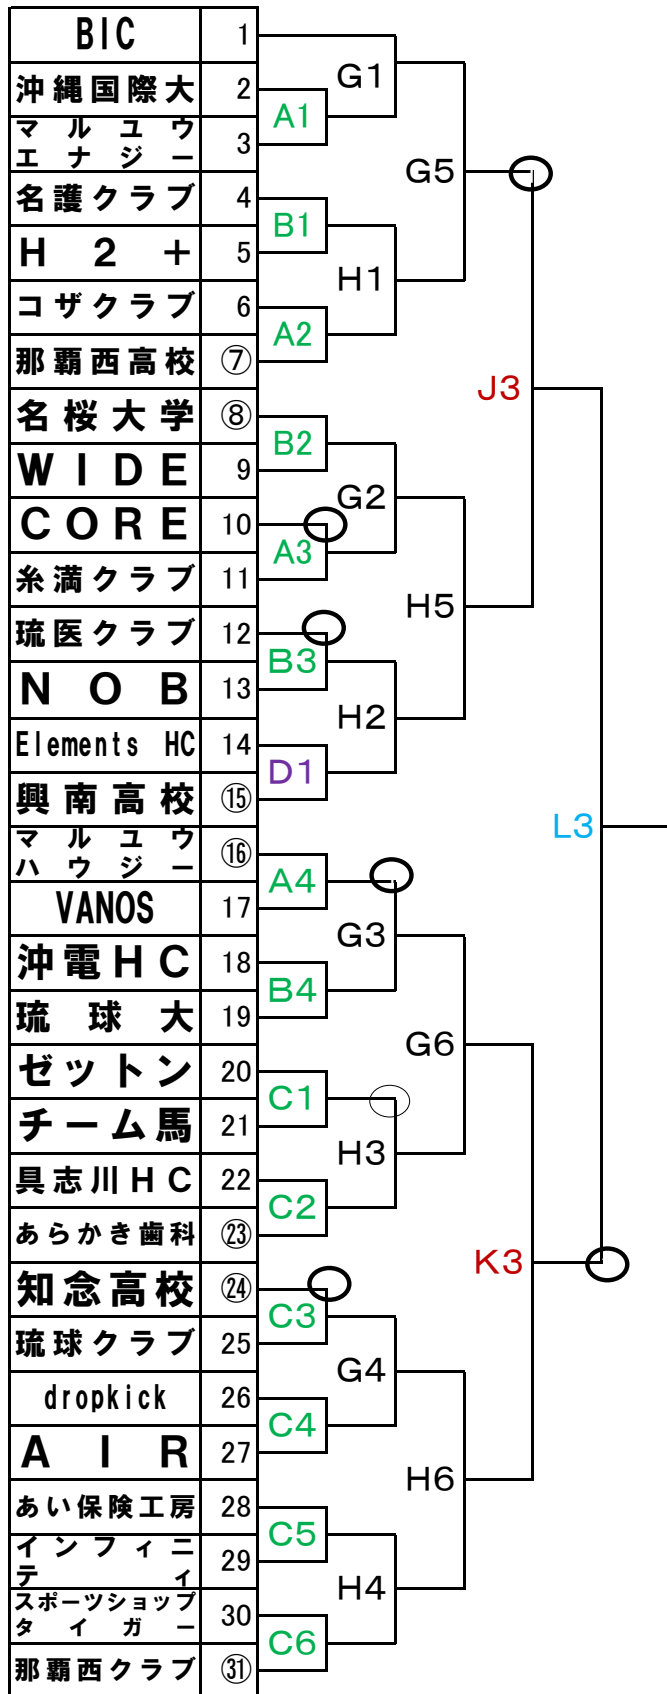 BIC 1
沖縄国際大 2
マルユウ
エナジー 3
名護クラブ 4
H2+ 5
コザクラブ 6
那覇西高校 ⑦
名桜大学 ⑧
WIDE 9
CORE 10
糸満クラブ 11
琉医クラブ 12
NOB 13
Elements HC 14
興南高校 ⑮
マルユウ
ハウジー ⑯
VANOS 17
沖電HC 18
琉球大 19
ゼットン 20
チーム馬 21
具志川HC 22
あらかき歯科 ㉓
知念高校 ㉔
琉球クラブ 25
dropkick 26
AIR 27
あい保険工房 28
インフィニ
ティ 29
スポーツショップ
タイガー 30
那覇西クラブ ㉛
A1
B1
A2
B2
A3
B3
D1
A4
B4
C1
C2
C3
C4
C5
C6
G1
H1
G2
H2
G3
H3
G4
H4
G5
H5
G6
H6
J3
K3
L3